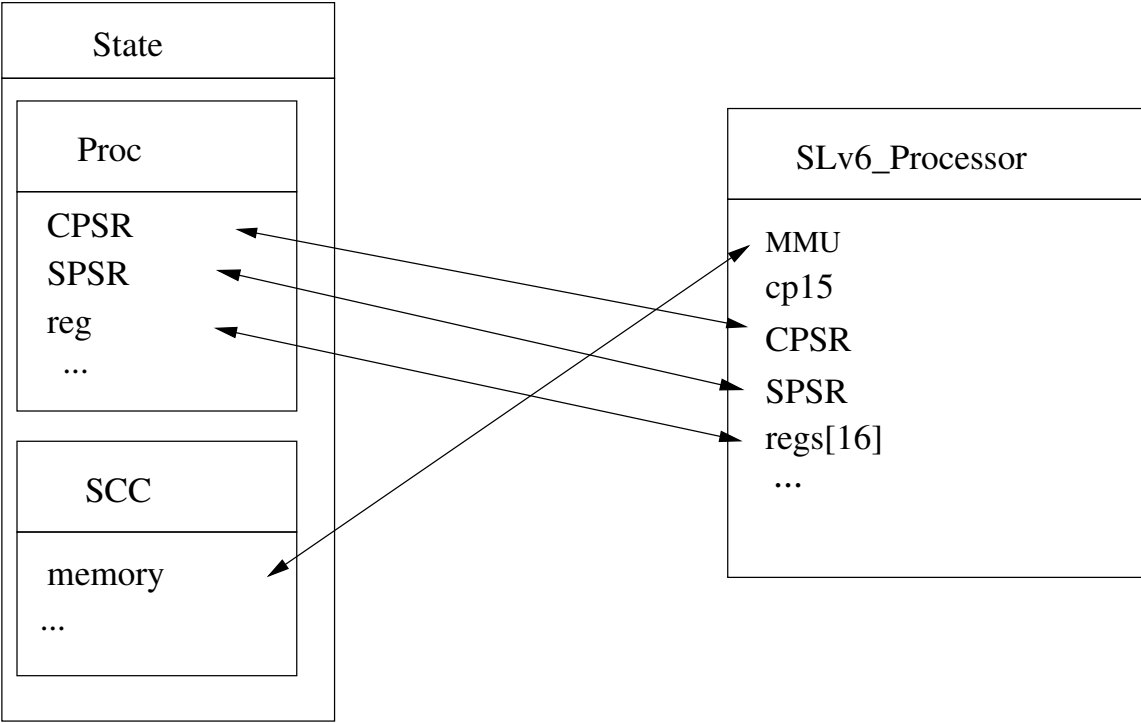 State
Proc
CPSR
SPSR
reg
...
SCC
memory
...
SLv6_Processor
MMU
cp15
CPSR
SPSR
regs[16]
...